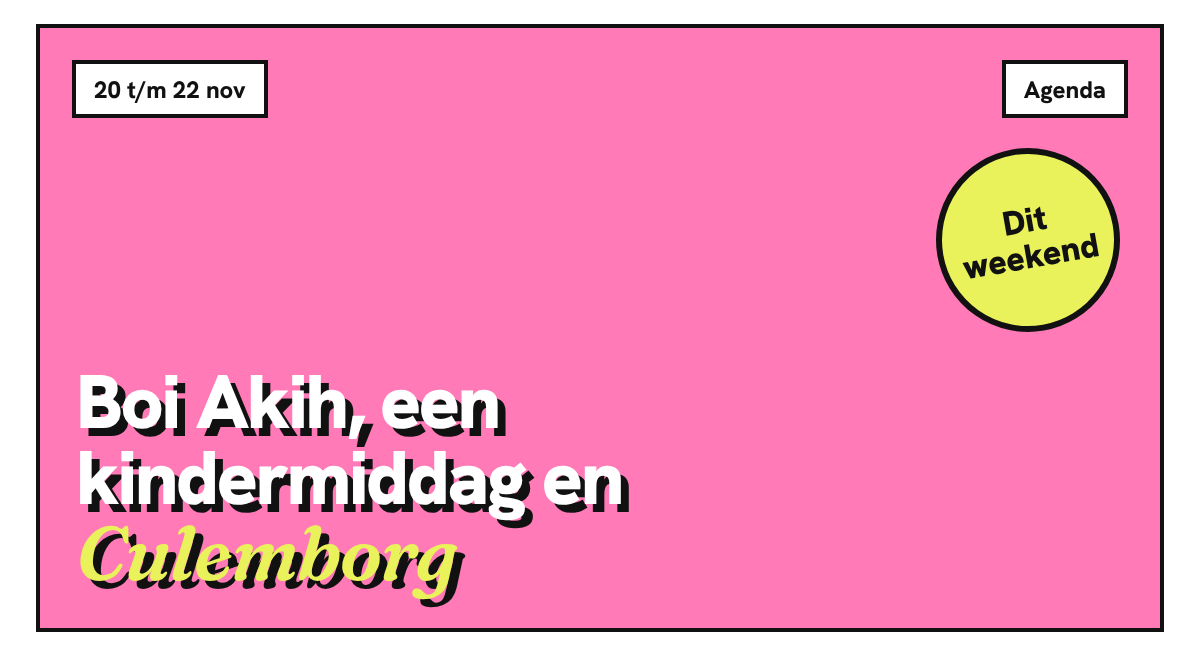 20 t/m 22 nov
Agenda
Dit
weekend
Boi Akih, een
kindermiddag en
Culemborg